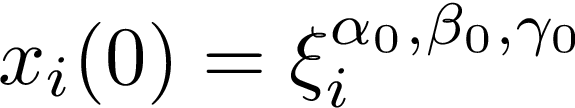 $x_i(0) = \xi_i^{\alpha_0, \beta_0, \gamma_0}$